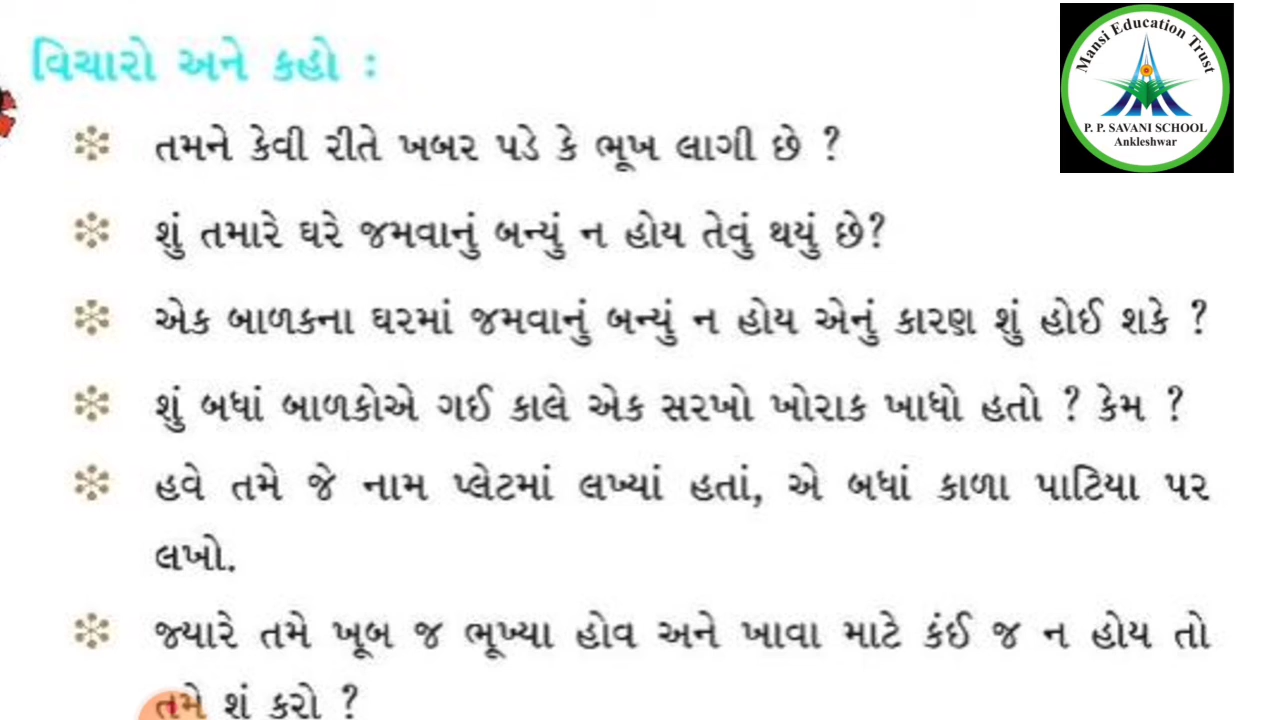 વિચારો અને કહો :
Mansi Education Trust
P. P. SAVANI SCHOOL
Ankleshwar
તમને કેવી રીતે ખબર પડે કે ભૂખ લાગી છે ?
શું તમારે ઘરે જમવાનું બન્યું ન હોય તેવું થયું છે?
એક બાળકના ઘરમાં જમવાનું બન્યું ન હોય એનું કારણ શું હોઈ શકે ?
શું બધાં બાળકોએ ગઈ કાલે એક સરખો ખોરાક ખાધો હતો ? કેમ ?
હવે તમે જે નામ પ્લેટમાં લખ્યાં હતાં, એ બધાં કાળા પાટિયા પર
લખો.
જ્યારે તમે ખૂબ જ ભૂખ્યા હોવ અને ખાવા માટે કંઈ જ ન હોય તો
તમે શું કરો ?